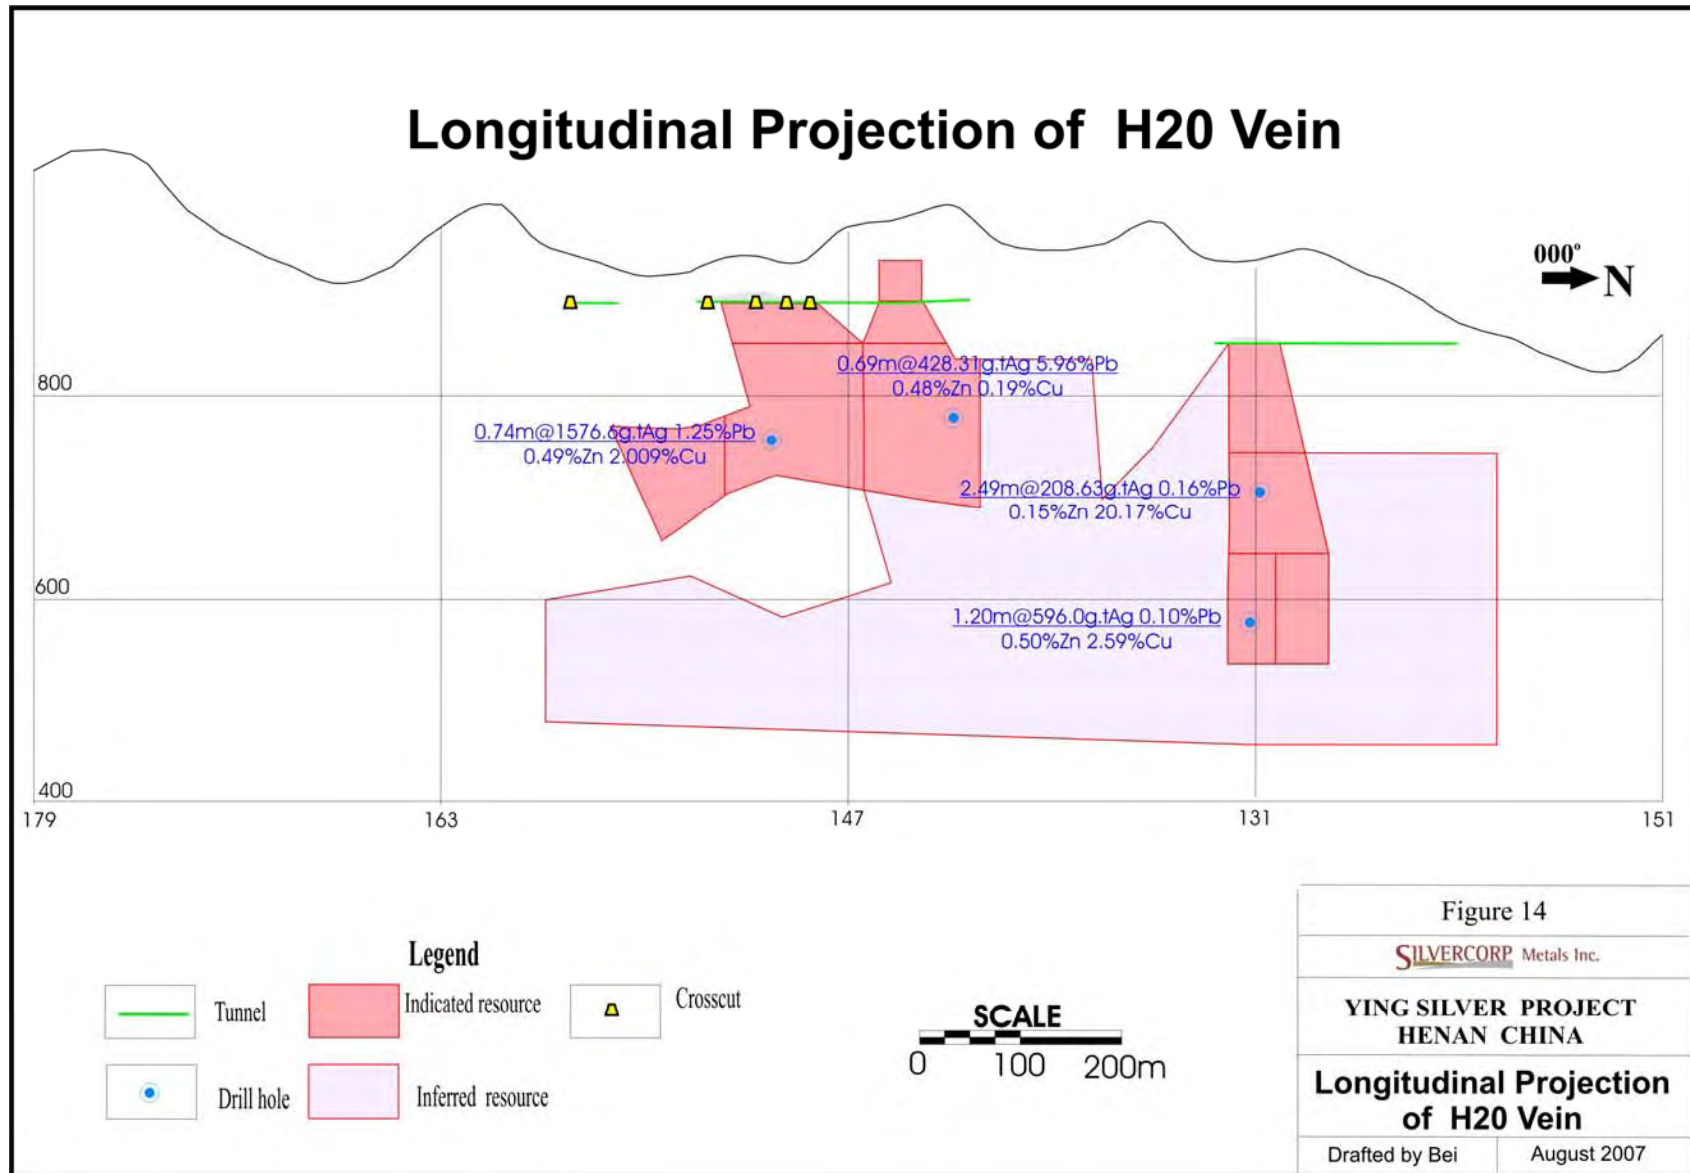 Longitudinal Projection of H20 Vein
000°
N
800
0.69m@428.31g.tAg 5.96%Pb
0.48%Zn 0.19%Cu
0.74m@1576.6g.tAg 1.25%Pb
0.49%Zn 2.009%Cu
2.49m@208.63g.tAg 0.16%Pb
0.15%Zn 20.17%Cu
600
1.20m@596.0g.tAg 0.10%Pb
0.50%Zn 2.59%Cu
400
179 163 147 131 151
Legend
Tunnel
Indicated resource
Crosscut
Drill hole
Inferred resource
SCALE
0 100 200m
Figure 14
SILVERCORP Metals Inc.
YING SILVER PROJECT
HENAN CHINA
Longitudinal Projection
of H20 Vein
Drafted by Bei
August 2007